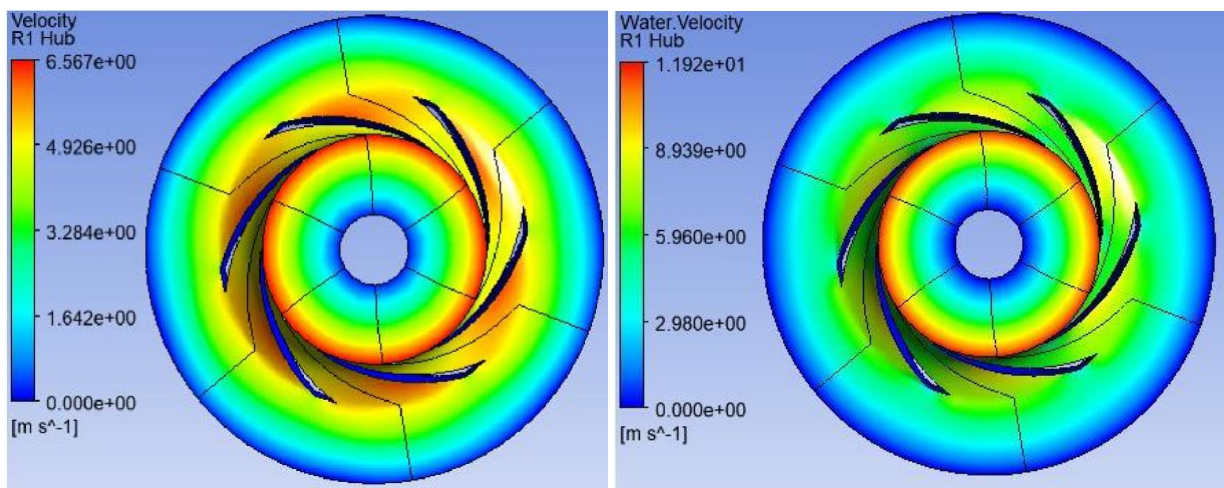 Velocity
R1 Hub
6.567e+00
4.926e+00
3.284e+00
1.642e+00
0.000e+00
[m s^-1]
Water.Velocity
R1 Hub
1.192e+01
8.939e+00
5.960e+00
2.980e+00
0.000e+00
[m s^-1]